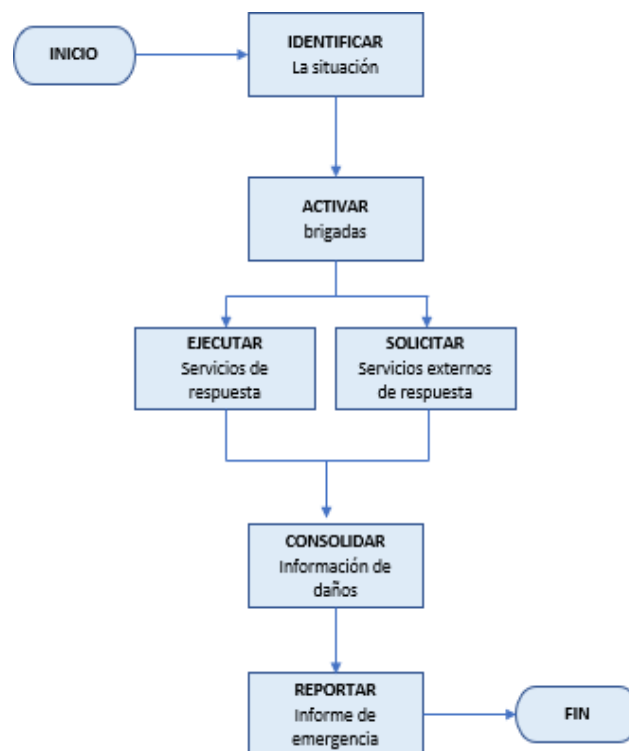 INICIO
IDENTIFICAR
La situación
ACTIVAR
brigadas
EJECUTAR
Servicios de
respuesta
SOLICITAR
Servicios externos
de respuesta
CONSOLIDAR
Información de
daños
REPORTAR
Informe de
emergencia
FIN